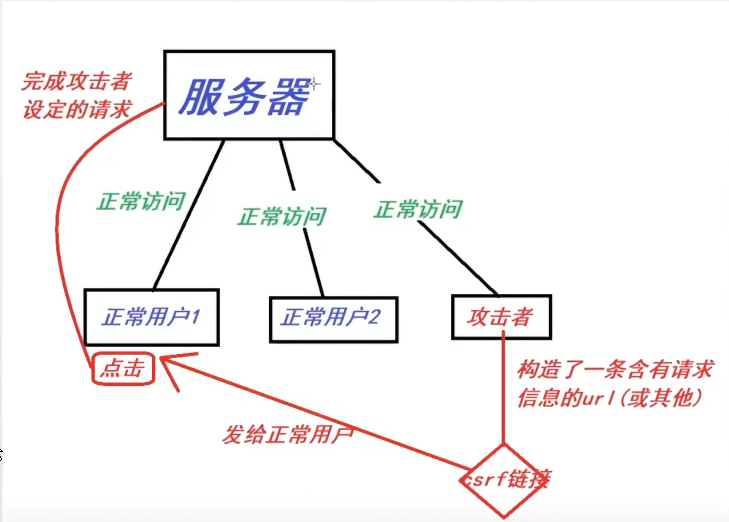 完成攻击者
设定的请求
服务器
正常访问
正常访问
正常访问
正常用户1
正常用户2
攻击者
点击
构造了一条含有请求
信息的url(或其他)
发给正常用户
csrf链接